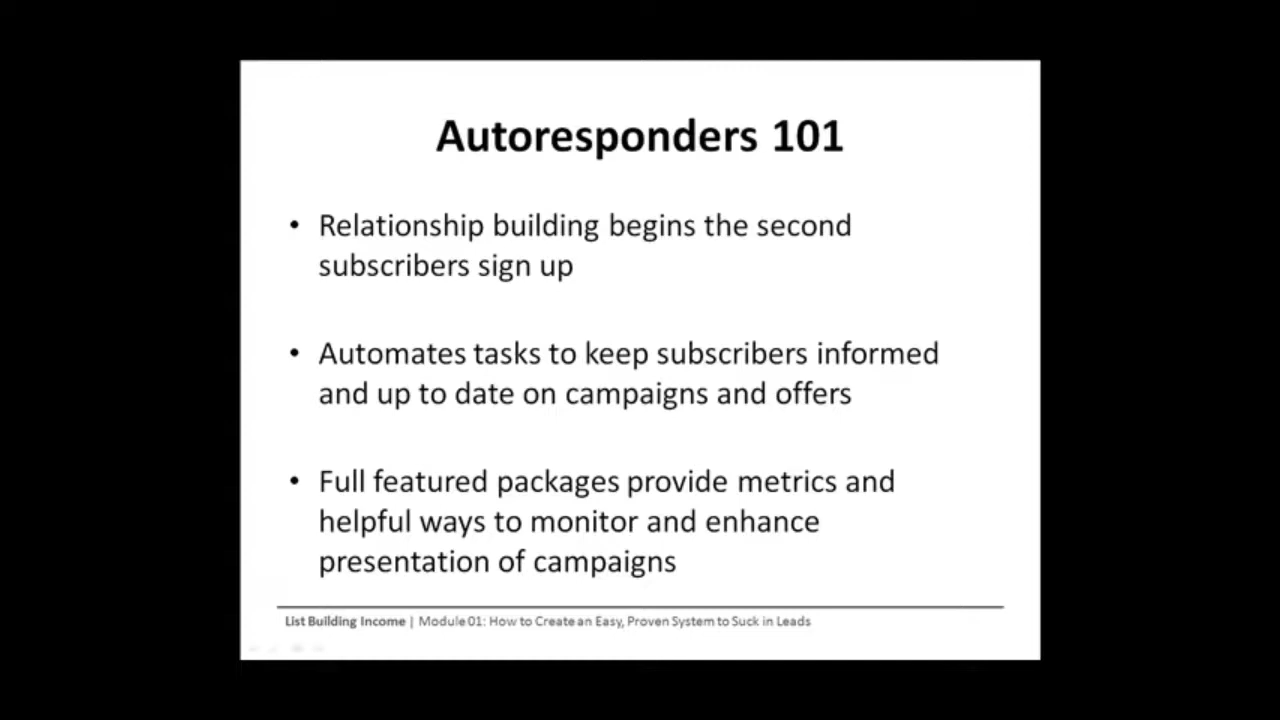 Autoresponders 101
• Relationship building begins the second
subscribers sign up
• Automates tasks to keep subscribers informed
and up to date on campaigns and offers
• Full featured packages provide metrics and
helpful ways to monitor and enhance
presentation of campaigns
List Building Income | Module 01: How to Create an Easy, Proven System to Suck in Leads